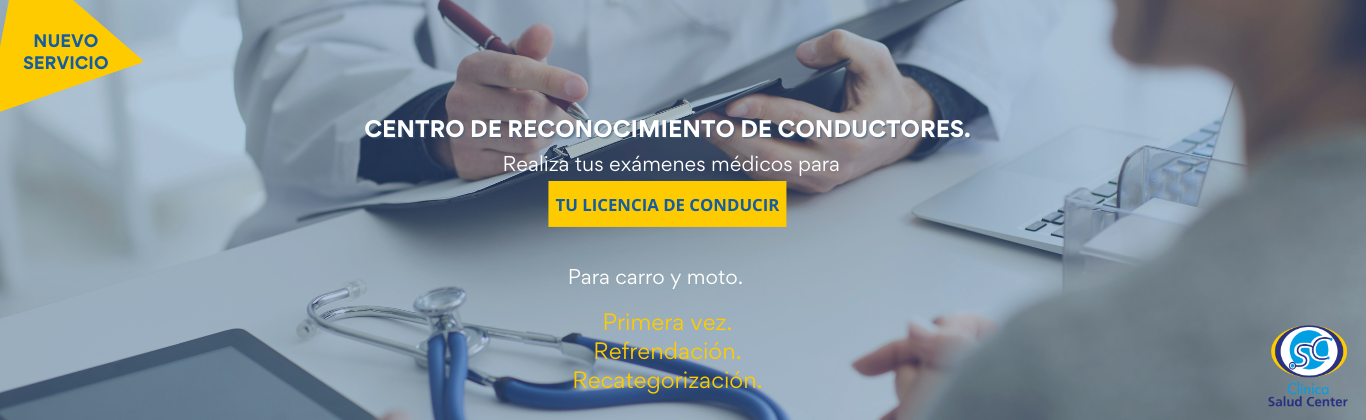 NUEVO
SERVICIO
CENTRO DE RECONOCIMIENTO DE CONDUCTORES.
Realiza tus exámenes médicos para
TU LICENCIA DE CONDUCIR
Para carro y moto.
Primera vez.
Refrendación.
Recategorización.
SC
Clínica
Salud Center